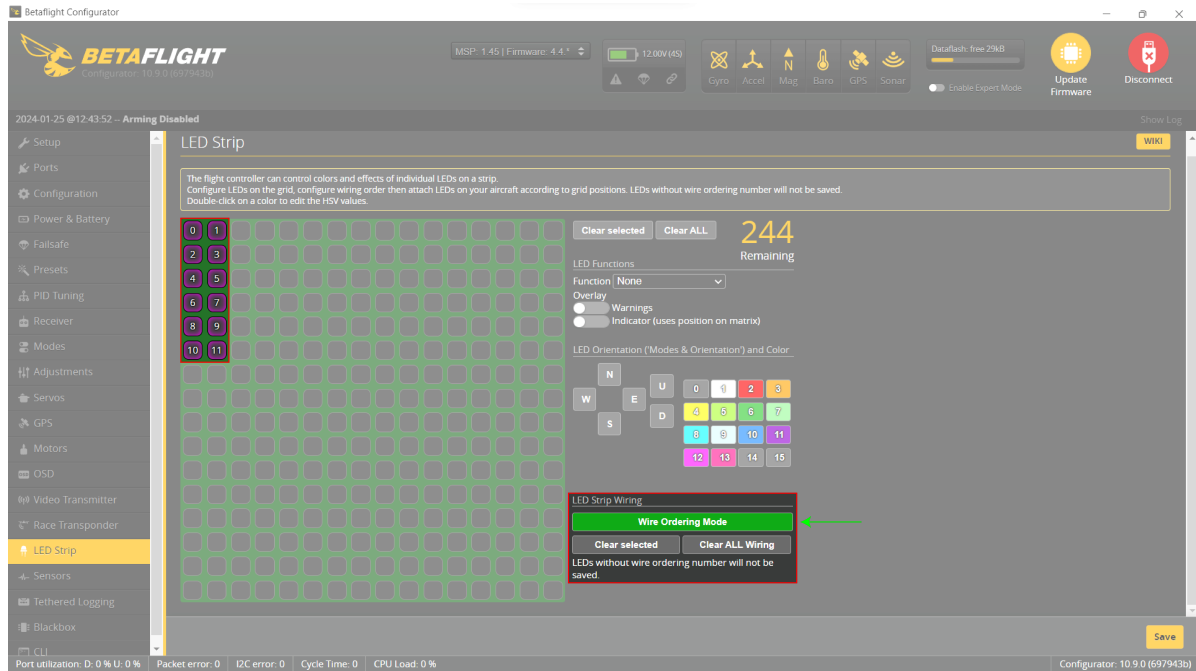 Betaflight Configurator
BETAFLIGHT
Configurator: 10.9.0 (697943b)
MSP: 1.45 | Firmware: 4.4.*
12.00V (4S)
Gyro Accel Mag Baro GPS Sonar
Dataflash: free 29kB
Enable Expert Mode
Update Firmware
Disconnect
2024-01-25 @12:43:52 -- Arming Disabled
Show Log
Setup
Ports
Configuration
Power & Battery
Failsafe
Presets
PID Tuning
Receiver
Modes
Adjustments
Servos
GPS
Motors
OSD
Video Transmitter
Race Transponder
LED Strip
Sensors
Tethered Logging
Blackbox
CLI
LED Strip
WIKI
The flight controller can control colors and effects of individual LEDs on a strip.
Configure LEDs on the grid, configure wiring order then attach LEDs on your aircraft according to grid positions. LEDs without wire ordering number will not be saved.
Double-click on a color to edit the HSV values.
0 1
2 3
4 5
6 7
8 9
10 11
Clear selected Clear ALL
244
Remaining
LED Functions
Function None
Overlay
Warnings
Indicator (uses position on matrix)
LED Orientation ('Modes & Orientation') and Color
N
W E
S
U
D
0 1 2 3
4 5 6 7
8 9 10 11
12 13 14 15
LED Strip Wiring
Wire Ordering Mode
Clear selected Clear ALL Wiring
LEDs without wire ordering number will not be
saved.
Save
Port utilization: D: 0 % U: 0 % Packet error: 0 I2C error: 0 Cycle Time: 0 CPU Load: 0 %
Configurator: 10.9.0 (697943b)